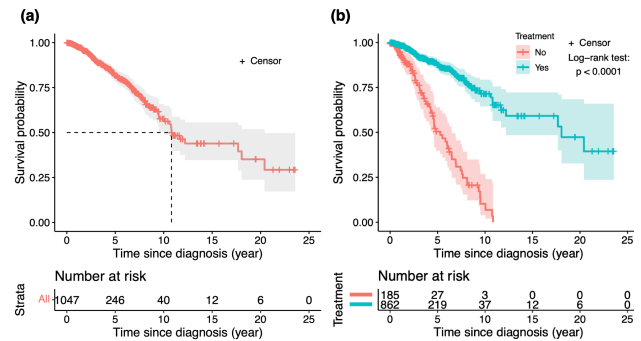 (a)
1.00
0.75
0.50
0.25
0.00
Survival probability
+ Censor
0 5 10 15 20 25
Time since diagnosis (year)
Number at risk
Strata
All
1047 246 40 12 6 0
0 5 10 15 20 25
Time since diagnosis (year)
(b)
Treatment
No
Yes
+ Censor
Log-rank test:
p < 0.0001
1.00
0.75
0.50
0.25
0.00
Survival probability
0 5 10 15 20 25
Time since diagnosis (year)
Number at risk
Treatment
185 27 3 0 0 0
862 219 37 12 6 0
0 5 10 15 20 25
Time since diagnosis (year)